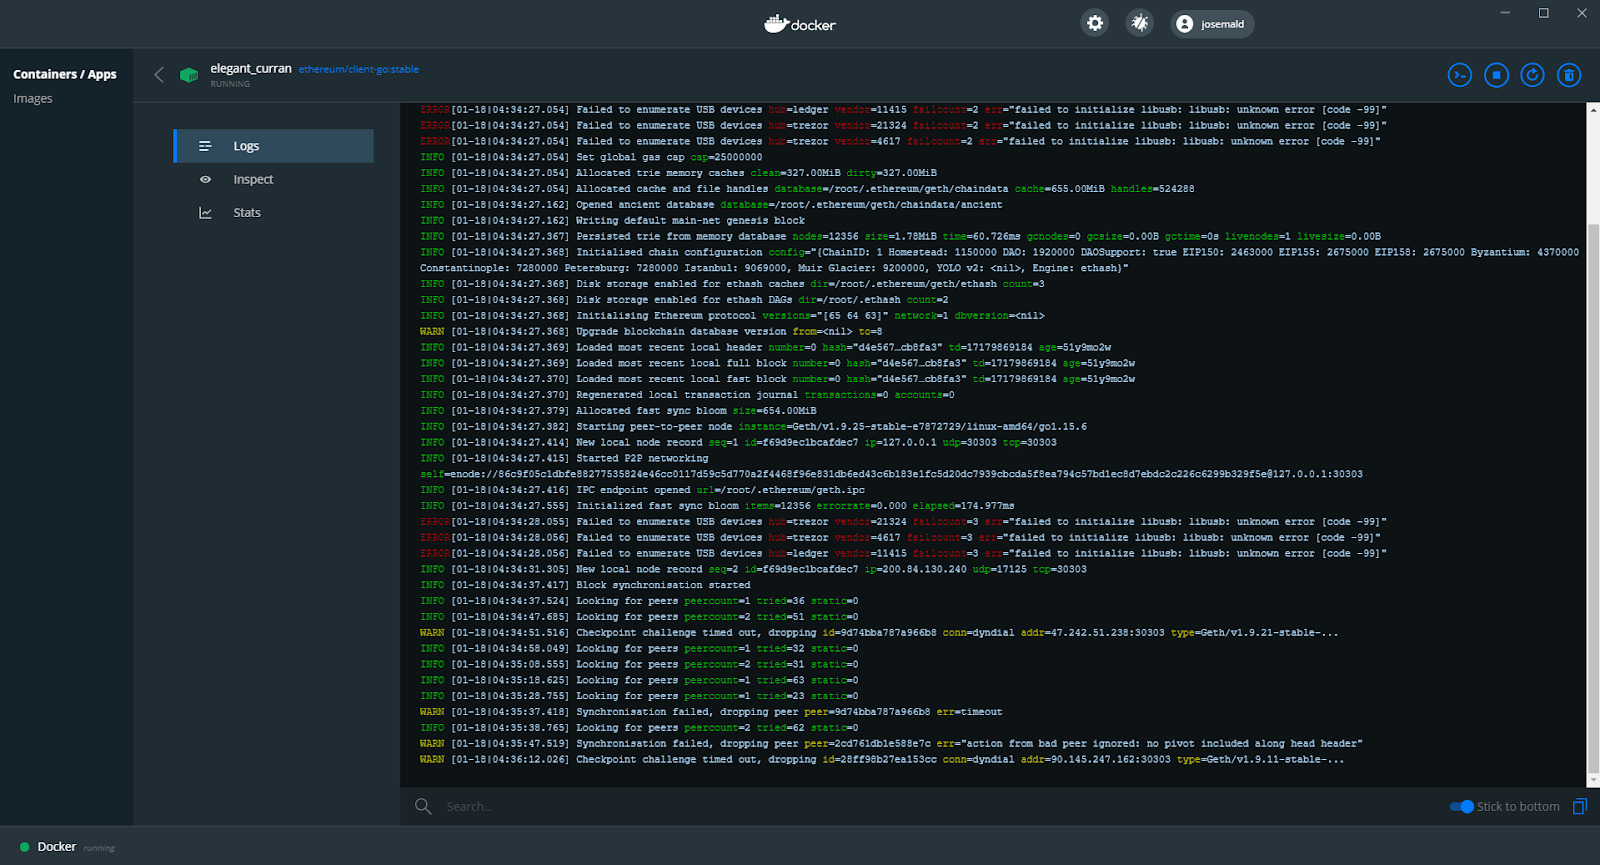 docker
josemald
Containers / Apps
Images
elegant_curran ethereum/client-go:stable
RUNNING
Logs
Inspect
Stats
ERROR[01-18|04:34:27.054] Failed to enumerate USB devices hub=ledger vendor=11415 failcount=2 err="failed to initialize libusb: libusb: unknown error [code -99]"
ERROR[01-18|04:34:27.054] Failed to enumerate USB devices hub=trezor vendor=21324 failcount=2 err="failed to initialize libusb: libusb: unknown error [code -99]"
ERROR[01-18|04:34:27.054] Failed to enumerate USB devices hub=trezor vendor=4617 failcount=2 err="failed to initialize libusb: libusb: unknown error [code -99]"
INFO [01-18|04:34:27.054] Set global gas cap cap=25000000
INFO [01-18|04:34:27.054] Allocated trie memory caches clean=327.00MiB dirty=327.00MiB
INFO [01-18|04:34:27.054] Allocated cache and file handles database=/root/.ethereum/geth/chaindata cache=655.00MiB handles=524288
INFO [01-18|04:34:27.162] Opened ancient database database=/root/.ethereum/geth/chaindata/ancient
INFO [01-18|04:34:27.162] Writing default main-net genesis block
INFO [01-18|04:34:27.367] Persisted trie from memory database nodes=12356 size=1.78MiB time=60.726ms gcnodes=0 gcsize=0.00B gctime=0s livenodes=1 livesize=0.00B
INFO [01-18|04:34:27.368] Initialised chain configuration config="{ChainID: 1 Homestead: 1150000 DAO: 1920000 DAOSupport: true EIP150: 2463000 EIP155: 2675000 EIP158: 2675000 Byzantium: 4370000
Constantinople: 7280000 Petersburg: 7280000 Istanbul: 9069000, Muir Glacier: 9200000, YOLO v2: <nil>, Engine: ethash}"
INFO [01-18|04:34:27.368] Disk storage enabled for ethash caches dir=/root/.ethereum/geth/ethash count=3
INFO [01-18|04:34:27.368] Disk storage enabled for ethash DAGs dir=/root/.ethash count=2
INFO [01-18|04:34:27.368] Initialising Ethereum protocol versions="[65 64 63]" network=1 dbversion=<nil>
WARN [01-18|04:34:27.368] Upgrade blockchain database version from=<nil> to=8
INFO [01-18|04:34:27.369] Loaded most recent local header number=0 hash="d4e567…cb8fa3" td=17179869184 age=51y9mo2w
INFO [01-18|04:34:27.369] Loaded most recent local full block number=0 hash="d4e567…cb8fa3" td=17179869184 age=51y9mo2w
INFO [01-18|04:34:27.370] Loaded most recent local fast block number=0 hash="d4e567…cb8fa3" td=17179869184 age=51y9mo2w
INFO [01-18|04:34:27.370] Regenerated local transaction journal transactions=0 accounts=0
INFO [01-18|04:34:27.379] Allocated fast sync bloom size=654.00MiB
INFO [01-18|04:34:27.382] Starting peer-to-peer node instance=Geth/v1.9.25-stable-e7872729/linux-amd64/go1.15.6
INFO [01-18|04:34:27.414] New local node record seq=1 id=f69d9ec1bcafdec7 ip=127.0.0.1 udp=30303 tcp=30303
INFO [01-18|04:34:27.415] Started P2P networking
self=enode://86c9f05c1dbfe88277535824e46cc0117d59c5d770a2f4468f96e831db6ed43c6b183e1fc5d20dc7939cbcda5f8ea794c57bd1ec8d7ebdc2c226c6299b329f5e@127.0.0.1:30303
INFO [01-18|04:34:27.416] IPC endpoint opened url=/root/.ethereum/geth.ipc
INFO [01-18|04:34:27.555] Initialized fast sync bloom items=12356 errorrate=0.000 elapsed=174.977ms
ERROR[01-18|04:34:28.055] Failed to enumerate USB devices hub=trezor vendor=21324 failcount=3 err="failed to initialize libusb: libusb: unknown error [code -99]"
ERROR[01-18|04:34:28.056] Failed to enumerate USB devices hub=trezor vendor=4617 failcount=3 err="failed to initialize libusb: libusb: unknown error [code -99]"
ERROR[01-18|04:34:28.056] Failed to enumerate USB devices hub=ledger vendor=11415 failcount=3 err="failed to initialize libusb: libusb: unknown error [code -99]"
INFO [01-18|04:34:31.305] New local node record seq=2 id=f69d9ec1bcafdec7 ip=200.84.130.240 udp=17125 tcp=30303
INFO [01-18|04:34:37.417] Block synchronisation started
INFO [01-18|04:34:37.524] Looking for peers peercount=1 tried=36 static=0
INFO [01-18|04:34:47.685] Looking for peers peercount=2 tried=51 static=0
WARN [01-18|04:34:51.516] Checkpoint challenge timed out, dropping id=9d74bba787a966b8 conn=dyndial addr=47.242.51.238:30303 type=Geth/v1.9.21-stable-...
INFO [01-18|04:34:58.049] Looking for peers peercount=1 tried=32 static=0
INFO [01-18|04:35:08.555] Looking for peers peercount=2 tried=31 static=0
INFO [01-18|04:35:18.625] Looking for peers peercount=1 tried=63 static=0
INFO [01-18|04:35:28.755] Looking for peers peercount=1 tried=23 static=0
WARN [01-18|04:35:37.418] Synchronisation failed, dropping peer peer=9d74bba787a966b8 err=timeout
INFO [01-18|04:35:38.765] Looking for peers peercount=2 tried=62 static=0
WARN [01-18|04:35:47.519] Synchronisation failed, dropping peer peer=2cd761db1e588e7c err="action from bad peer ignored: no pivot included along head header"
WARN [01-18|04:36:12.026] Checkpoint challenge timed out, dropping id=28ff98b27ea153cc conn=dyndial addr=90.145.247.162:30303 type=Geth/v1.9.11-stable-...
Search...
Stick to bottom
Docker running